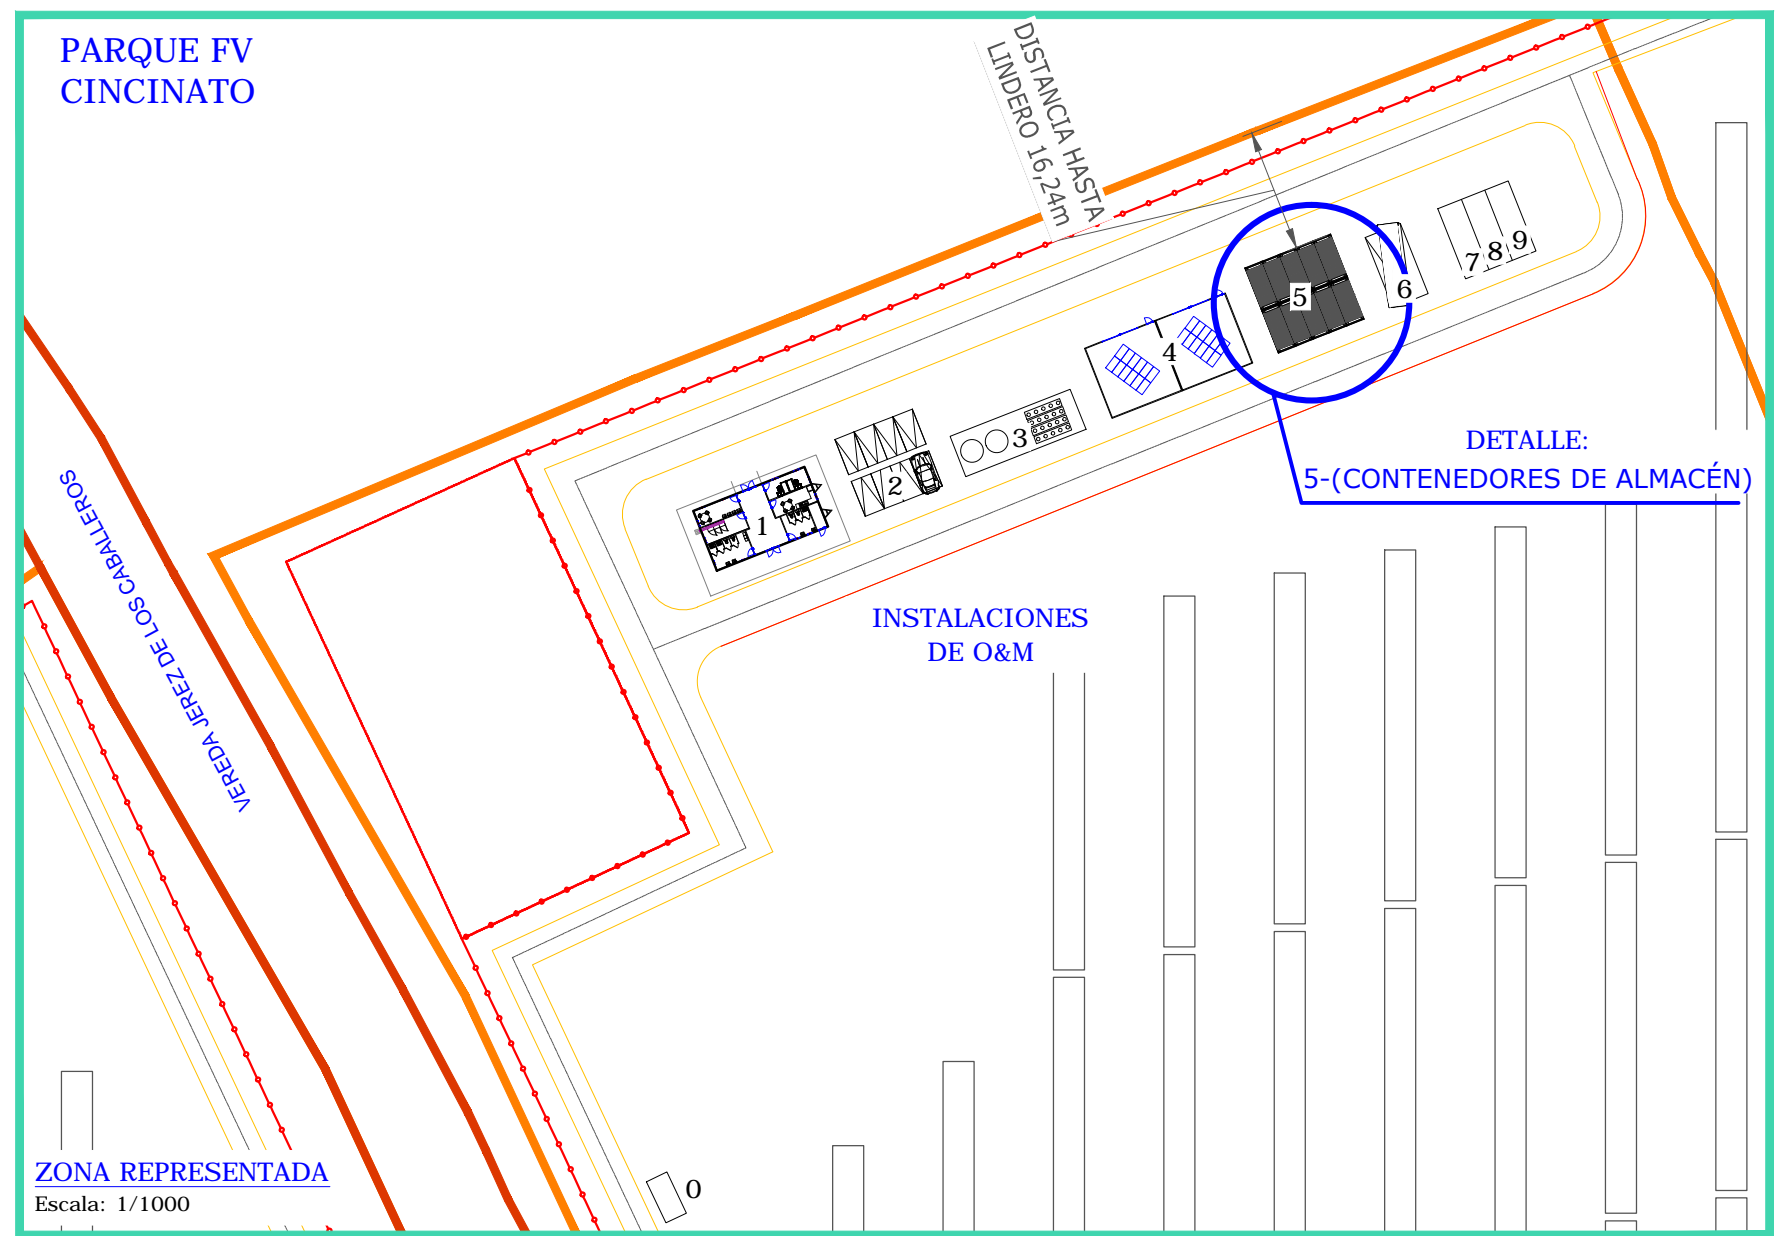 PARQUE FV
CINCINATO
DISTANCIA HASTA
LINDERO 16,24m
9
8
7
6
5
4
3
2
1
DETALLE:
5-(CONTENEDORES DE ALMACÉN)
VEREDA JEREZ DE LOS CABALLEROS
INSTALACIONES
DE O&M
ZONA REPRESENTADA
Escala: 1/1000
0